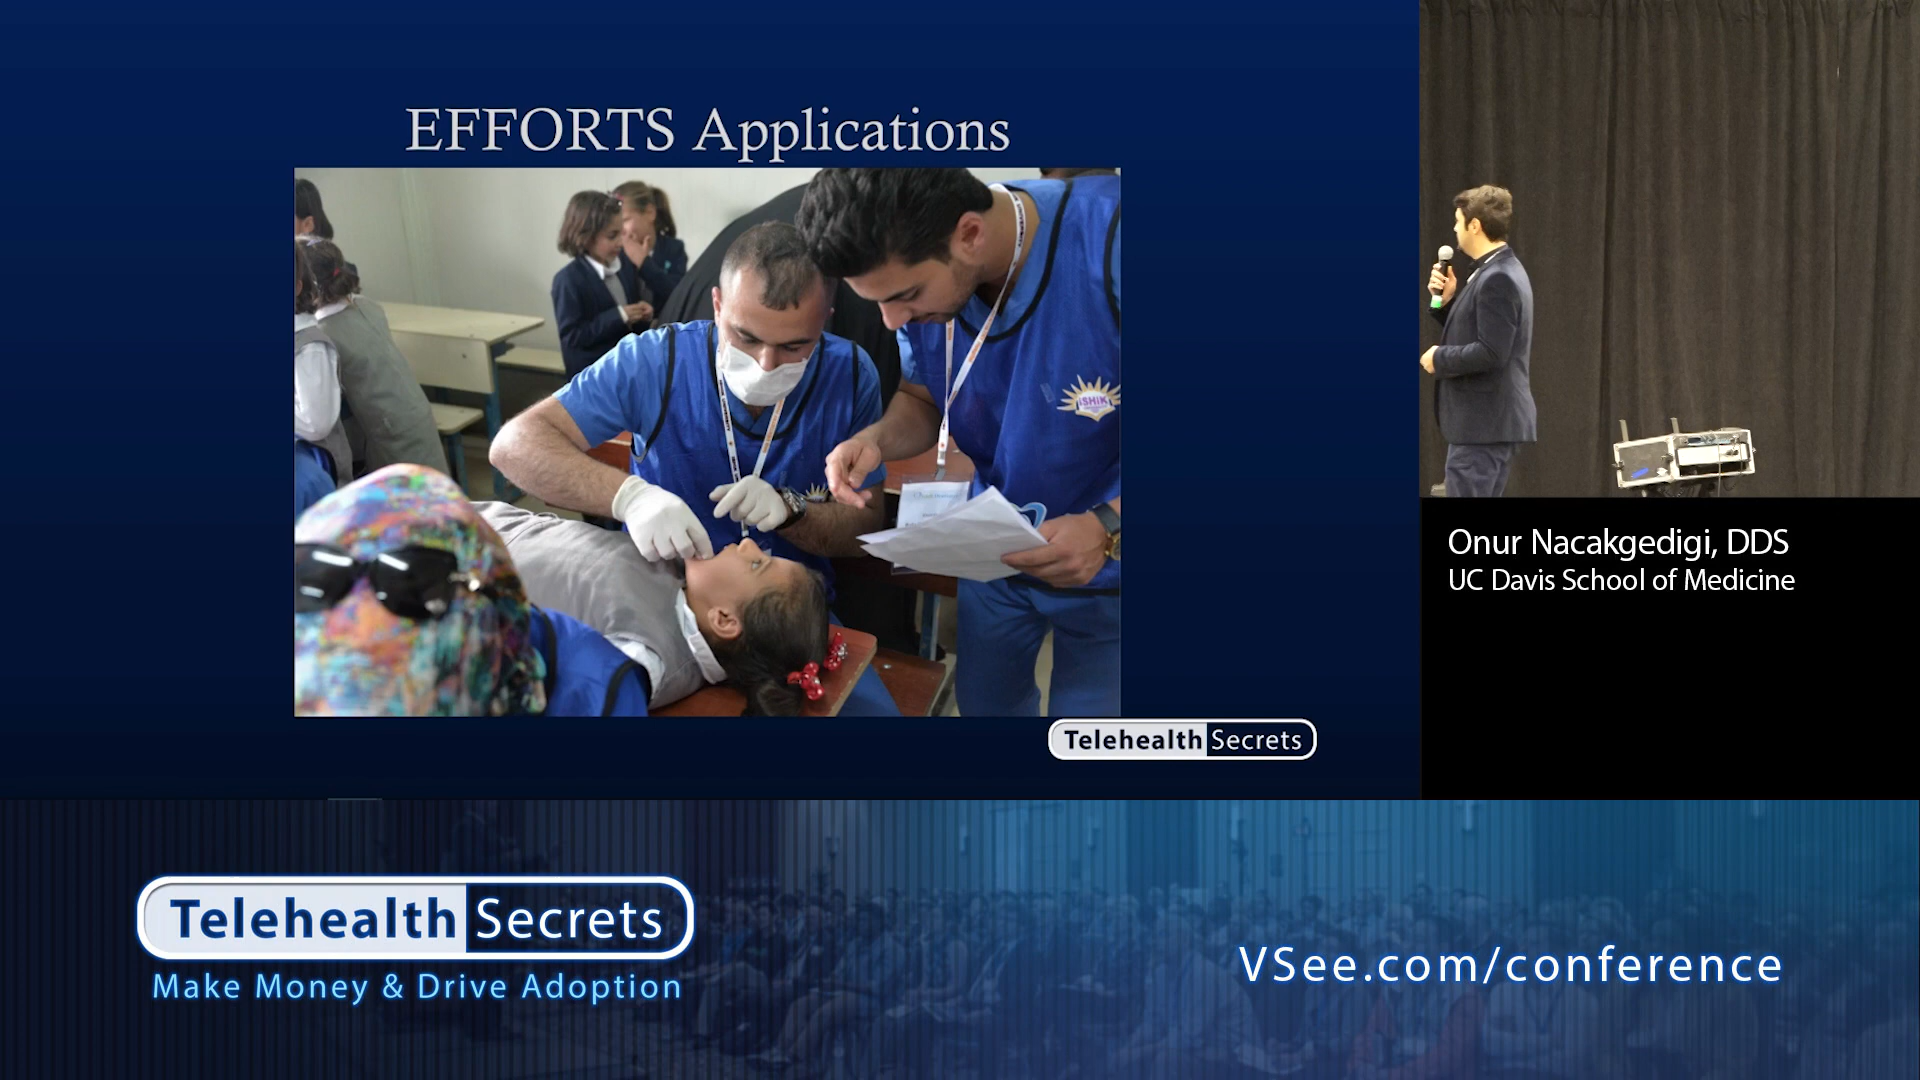 EFFORTS Applications
ISHIK
Telehealth Secrets
Onur Nacakgedigi, DDS
UC Davis School of Medicine
Telehealth Secrets
Make Money & Drive Adoption
VSee.com/conference